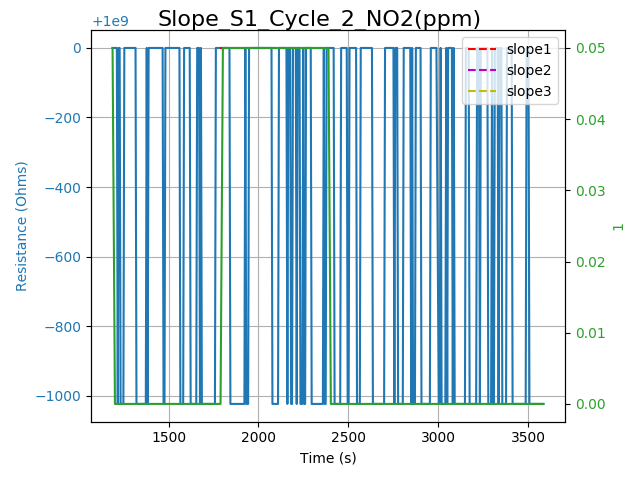 Slope_S1_Cycle_2_NO2(ppm)
+1e9
0
−200
−400
−600
−800
−1000
Resistance (Ohms)
slope1
slope2
slope3
0.05
0.04
0.03
0.02
0.01
0.00
1
1500
2000
2500
3000
3500
Time (s)